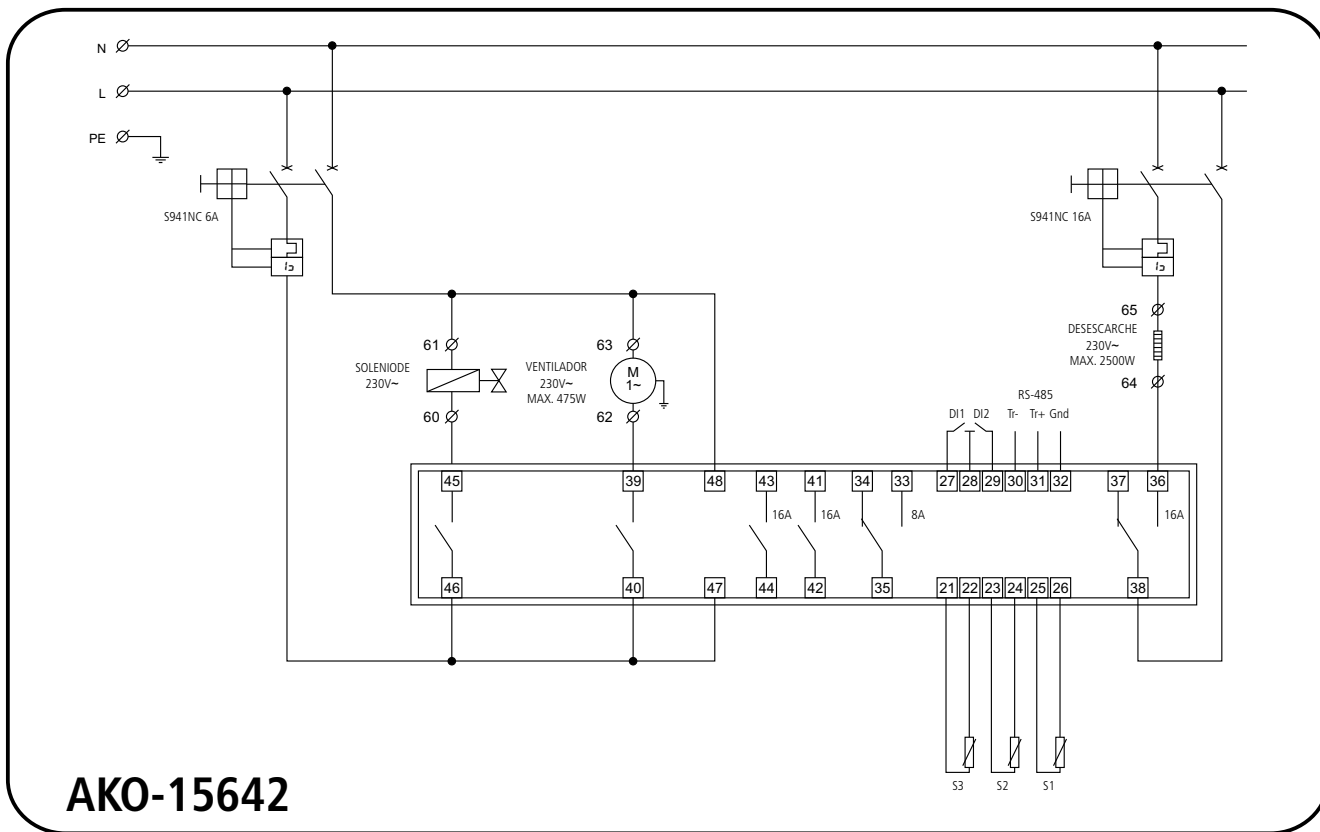 N
L
PE
S941NC 6A
S941NC 16A
61
SOLENIODE
230V~
60
63
VENTILADOR
230V~
MAX. 475W
M
1~
62
65
DESESCARCHE
230V~
MAX. 2500W
64
RS-485
DI1 DI2 Tr- Tr+ Gnd
45 39 48 43 41 34 33 27 28 29 30 31 32 37 36
16A 16A 8A 16A
46 40 47 44 42 35 21 22 23 24 25 26 38
S3 S2 S1
AKO-15642